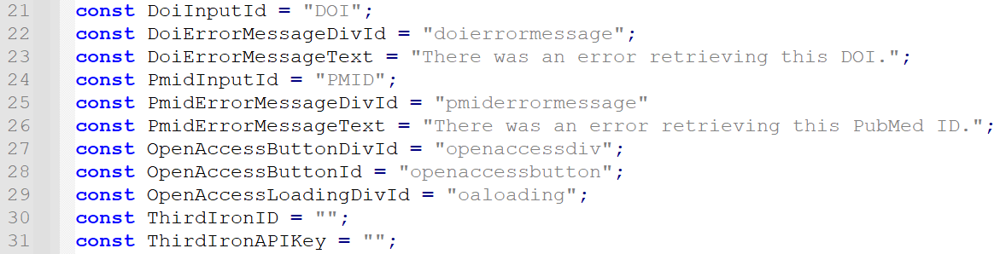 21 const DoiInputId = "DOI";
22 const DoiErrorMessageDivId = "doierrormessage";
23 const DoiErrorMessageText = "There was an error retrieving this DOI.";
24 const PmidInputId = "PMID";
25 const PmidErrorMessageDivId = "pmiderrormessage"
26 const PmidErrorMessageText = "There was an error retrieving this PubMed ID.";
27 const OpenAccessButtonDivId = "openaccessdiv";
28 const OpenAccessButtonId = "openaccessbutton";
29 const OpenAccessLoadingDivId = "oaloading";
30 const ThirdIronID = "";
31 const ThirdIronAPIKey = "";